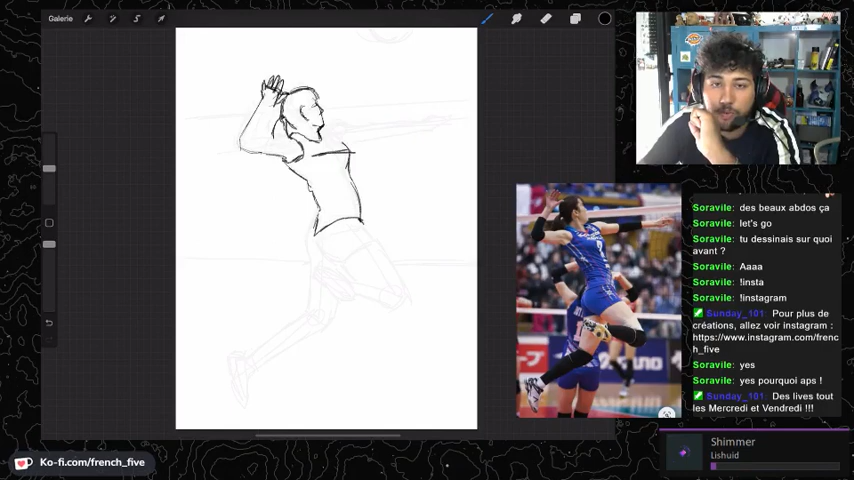 Galerie
Soravile: des beaux abdos ça
Soravile: let's go
Soravile: tu dessinais sur quoi
avant ?
Soravile: Aaaa
Soravile: !insta
Soravile: !instagram
Sunday_101: Pour plus de
créations, allez voir instagram :
https://www.instagram.com/frenc
h_five
Soravile: yes
Soravile: yes pourquoi aps !
Sunday_101: Des lives tout
les Mercredi et Vendredi !!!
Shimmer
Lishuid
Ko-fi.com/french_five